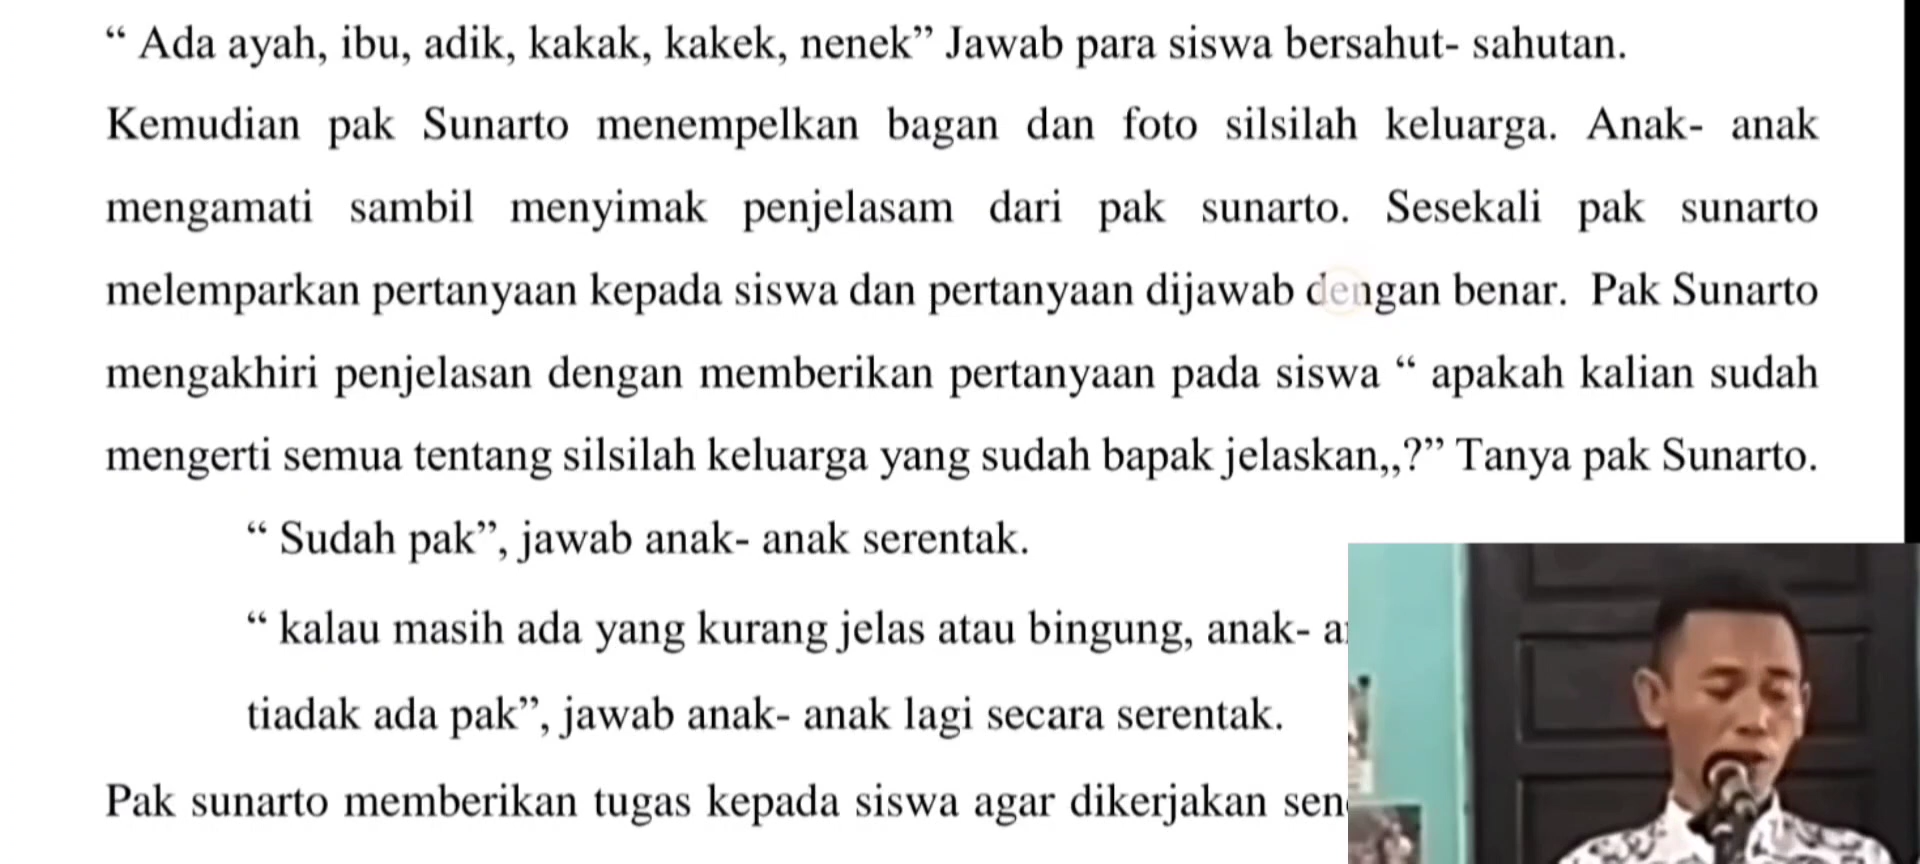 “ Ada ayah, ibu, adik, kakak, kakek, nenek” Jawab para siswa bersahut- sahutan.
Kemudian pak Sunarto menempelkan bagan dan foto silsilah keluarga. Anak- anak
mengamati sambil menyimak penjelasam dari pak sunarto. Sesekali pak sunarto
melemparkan pertanyaan kepada siswa dan pertanyaan dijawab dengan benar. Pak Sunarto
mengakhiri penjelasan dengan memberikan pertanyaan pada siswa “ apakah kalian sudah
mengerti semua tentang silsilah keluarga yang sudah bapak jelaskan,,?” Tanya pak Sunarto.
“ Sudah pak”, jawab anak- anak serentak.
“ kalau masih ada yang kurang jelas atau bingung, anak-
tiadak ada pak”, jawab anak- anak lagi secara serentak.
Pak sunarto memberikan tugas kepada siswa agar dikerjakan